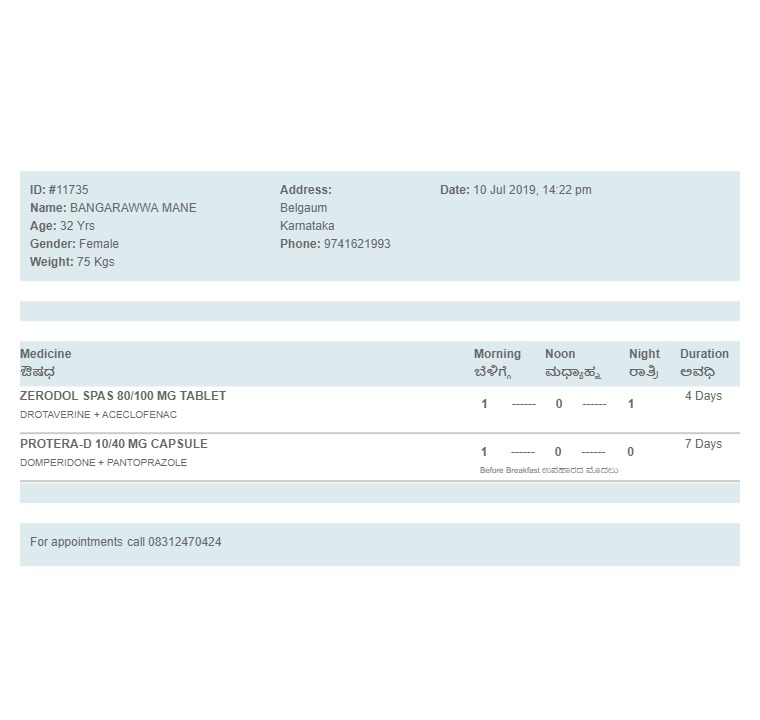 ID: #11735
Name: BANGARAWWA MANE
Age: 32 Yrs
Gender: Female
Weight: 75 Kgs
Address:
Belgaum
Karnataka
Phone: 9741621993
Date: 10 Jul 2019, 14:22 pm
Medicine Morning Noon Night Duration
ಔಷಧ ಬೆಳಿಗ್ಗೆ ಮಧ್ಯಾಹ್ನ ರಾತ್ರಿ ಅವಧಿ
ZERODOL SPAS 80/100 MG TABLET 1 ------ 0 ------ 1 4 Days
DROTAVERINE + ACECLOFENAC
PROTERA-D 10/40 MG CAPSULE 1 ------ 0 ------ 0 7 Days
DOMPERIDONE + PANTOPRAZOLE
Before Breakfast ಉಪಹಾರದ ಮೊದಲು
For appointments call 08312470424